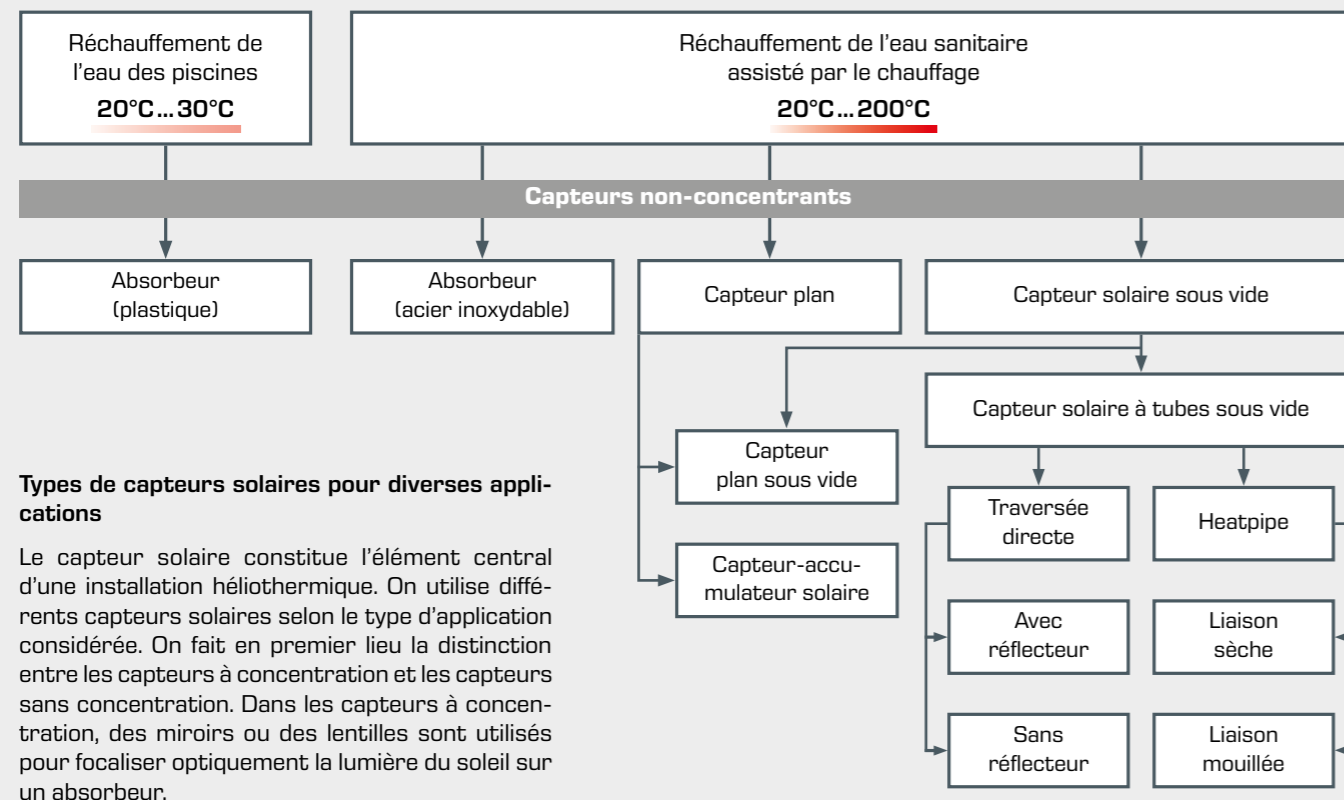 Réchauffement de
l’eau des piscines
20°C...30°C
Réchauffement de l’eau sanitaire
assisté par le chauffage
20°C...200°C
Capteurs non-concentrants
Absorbeur
(plastique)
Absorbeur
(acier inoxydable)
Capteur plan
Capteur solaire sous vide
Capteur solaire à tubes sous vide
Capteur
plan sous vide
Capteur-accu-
mulateur solaire
Traversée
directe
Heatpipe
Avec
réflecteur
Liaison
sèche
Sans
réflecteur
Liaison
mouillée
Types de capteurs solaires pour diverses appli-
cations
Le capteur solaire constitue l’élément central
d’une installation héliothermique. On utilise diffé-
rents capteurs solaires selon le type d’application
considérée. On fait en premier lieu la distinction
entre les capteurs à concentration et les capteurs
sans concentration. Dans les capteurs à concen-
tration, des miroirs ou des lentilles sont utilisés
pour focaliser optiquement la lumière du soleil sur
un absorbeur.